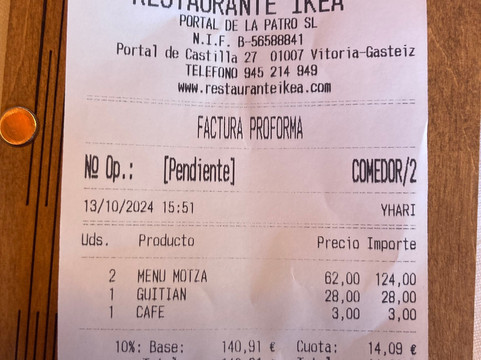 RESTAURANTE IKEA
PORTAL DE LA PATRO SL
N.I.F. B-56588841
Portal de Castilla 27 01007 Vitoria-Gasteiz
TELEFONO 945 214 949
www.restauranteikea.com
FACTURA PROFORMA
Nº Op.: [Pendiente] COMEDOR/2
13/10/2024 15:51 YHARI
Uds. Producto Precio Importe
2 MENU MOTZA 62,00 124,00
1 GUITIAN 28,00 28,00
1 CAFE 3,00 3,00
10%: Base: 140,91 € Cuota: 14,09 €